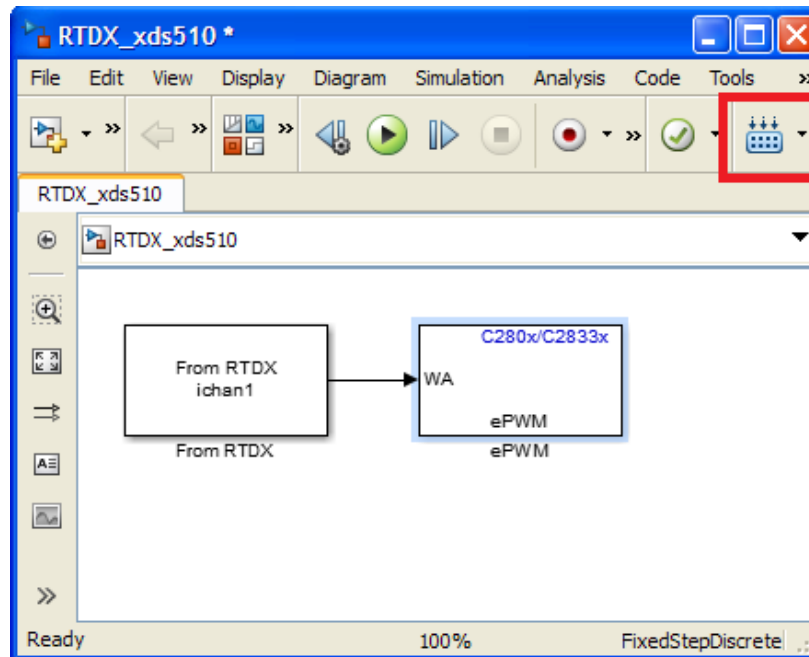 RTDX_xds510 *
File Edit View Display Diagram Simulation Analysis Code Tools »
RTDX_xds510
RTDX_xds510
C280x/C2833x
From RTDX
ichan1
WA
ePWM
From RTDX
ePWM
Ready 100% FixedStepDiscrete